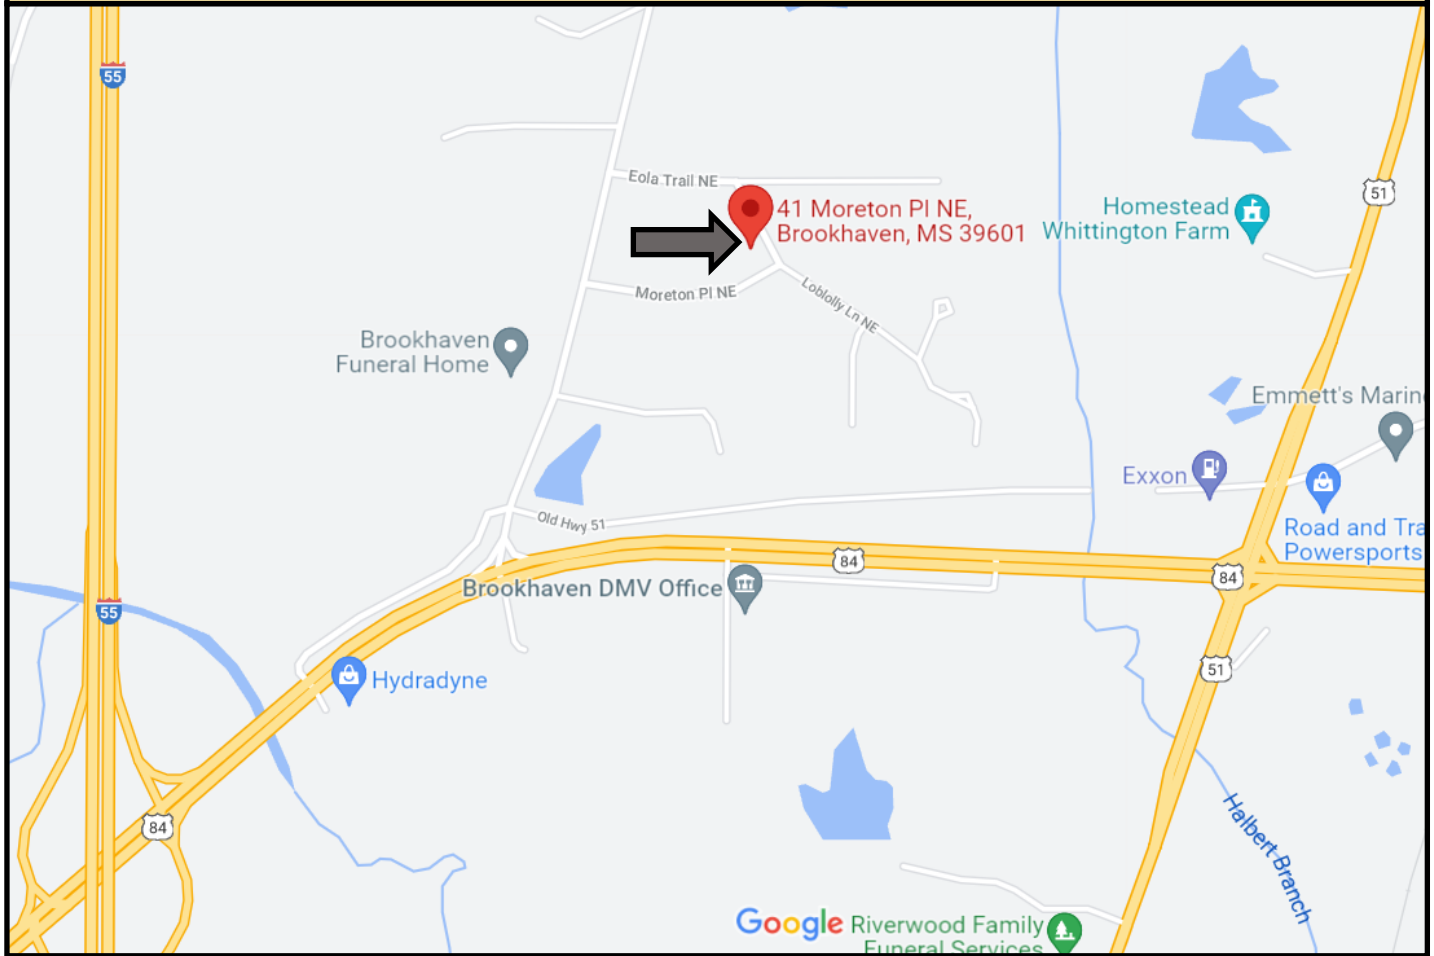 55
Eola Trail NE
41 Moreton Pl NE,
Brookhaven, MS 39601
Homestead
Whittington Farm
51
Moreton Pl NE
Loblolly Ln NE
Brookhaven
Funeral Home
Emmett's Marin
Exxon
Old Hwy 51
Road and Tra
Powersports
84
84
Brookhaven DMV Office
55
51
Hydradyne
84
Halbert Branch
Google
Riverwood Family
Funeral Services